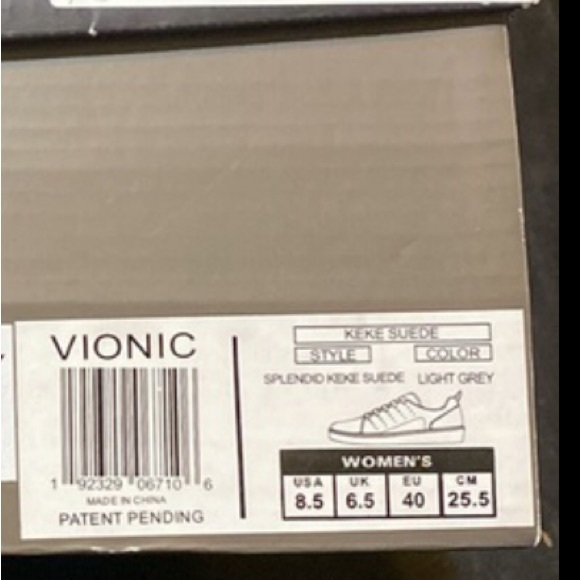 VIONIC
1 92329 06710 6
MADE IN CHINA
PATENT PENDING
KEKE SUEDE
STYLE COLOR
SPLENDID KEKE SUEDE LIGHT GREY
WOMEN'S
USA UK EU CM
8.5 6.5 40 25.5